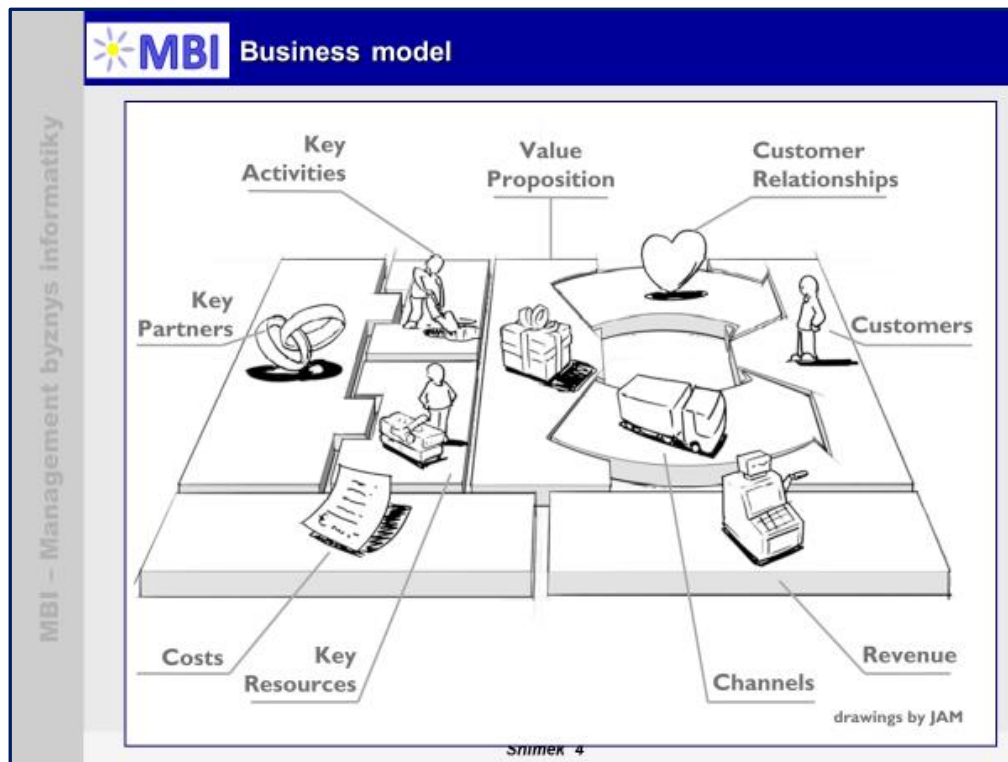 MBI
Business model
MBI – Management byznys informatiky
Key
Activities
Value
Proposition
Customer
Relationships
Key
Partners
Customers
Costs
Key
Resources
Channels
Revenue
drawings by JAM
Snímek 4